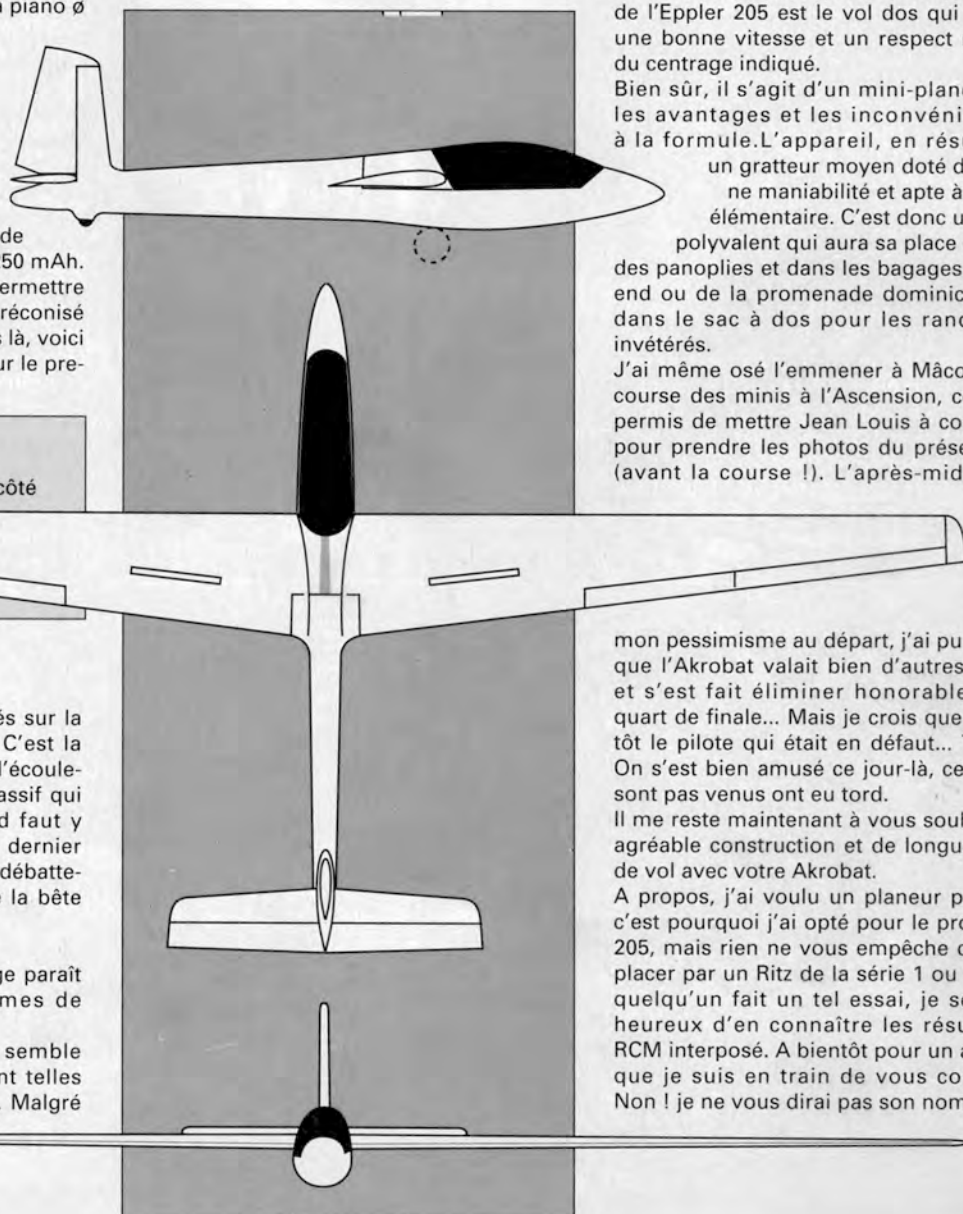 piano ø
de
50 mAh.
ermettre
réconisé
là, voici
ur le pre-
côté
és sur la
C'est la
l'écoule-
assif qui
d faut y
dernier
débatte-
la bête
ge paraît
mes de
semble
nt telles
Malgré
de l'Eppler 205 est le vol dos qui
une bonne vitesse et un respect
du centrage indiqué.
Bien sûr, il s'agit d'un mini-plane
les avantages et les inconvéni
à la formule.L'appareil, en rés
un gratteur moyen doté d
ne maniabilité et apte à
élémentaire. C'est donc u
polyvalent qui aura sa place
des panoplies et dans les bagages
end ou de la promenade dominic
dans le sac à dos pour les rand
invétérés.
J'ai même osé l'emmener à Mâco
course des minis à l'Ascension, c
permis de mettre Jean Louis à co
pour prendre les photos du prése
(avant la course !). L'après-mid
mon pessimisme au départ, j'ai pu
que l'Akrobat valait bien d'autres
et s'est fait éliminer honorable
quart de finale... Mais je crois que
tôt le pilote qui était en défaut...
On s'est bien amusé ce jour-là, ce
sont pas venus ont eu tord.
Il me reste maintenant à vous soul
agréable construction et de longu
de vol avec votre Akrobat.
A propos, j'ai voulu un planeur p
c'est pourquoi j'ai opté pour le pro
205, mais rien ne vous empêche d
placer par un Ritz de la série 1 ou
quelqu'un fait un tel essai, je se
heureux d'en connaître les résu
RCM interposé. A bientôt pour un a
que je suis en train de vous co
Non ! je ne vous dirai pas son nom